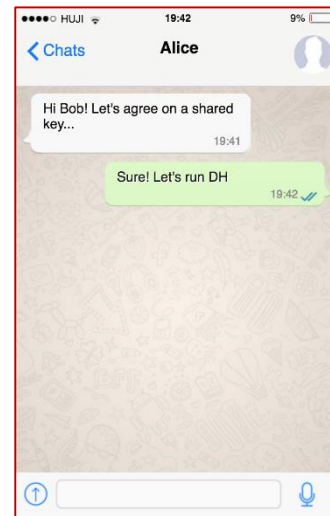 HUJI 19:42 9%
Chats Alice
Hi Bob! Let's agree on a shared
key...
19:41
Sure! Let's run DH
19:42